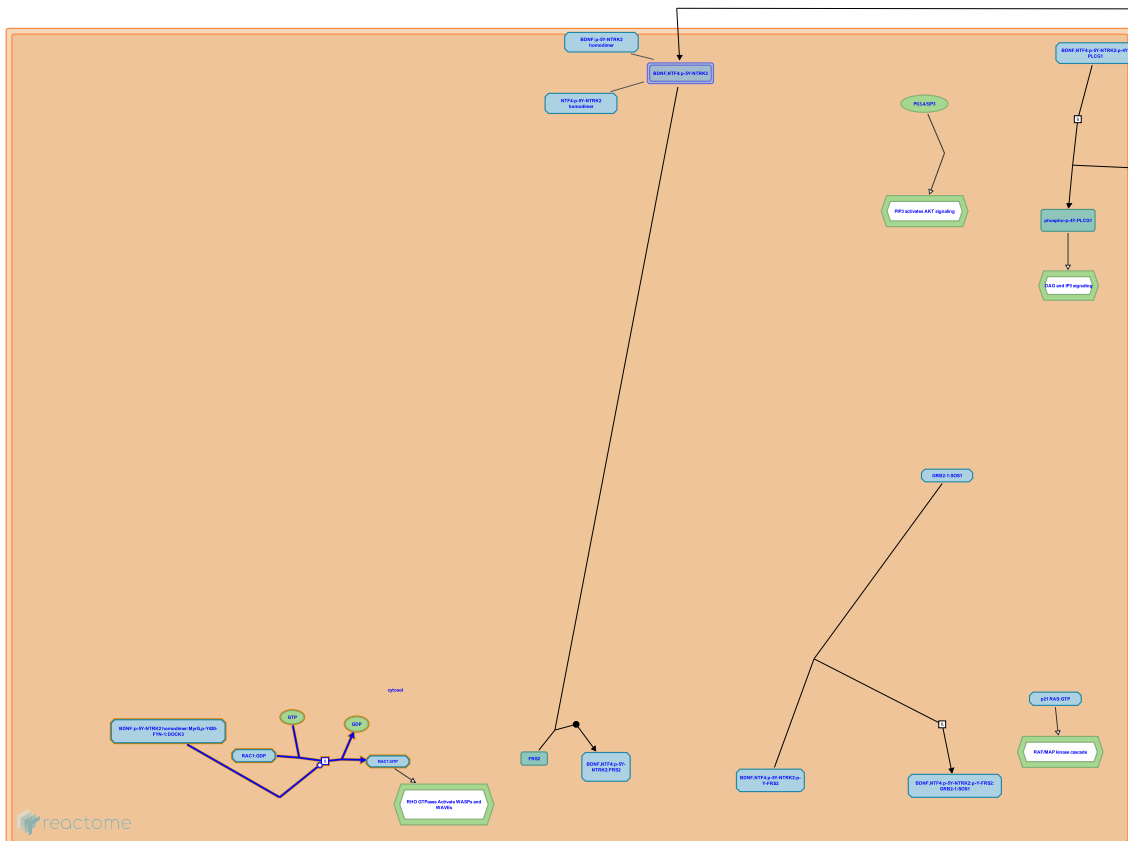 BDNF:p-5Y-NTRK2
homodimer
BDNF,NTF4:p-5Y-NTRK2
NTF4:p-5Y-NTRK2
homodimer
BDNF,NTF4:p-5Y-NTRK2:p-4Y-
PLCG1
PI(3,4,5)P3
PIP3 activates AKT signaling
phospho-p-4Y-PLCG1
DAG and IP3 signaling
GRB2-1:SOS1
cytosol
p21 RAS:GTP
GTP
GDP
BDNF:p-5Y-NTRK2 homodimer:MyrG,p-Y420-
FYN-1:DOCK3
RAC1:GDP
RAC1:GTP
FRS2
BDNF,NTF4:p-5Y-
NTRK2:FRS2
RAF/MAP kinase cascade
BDNF,NTF4:p-5Y-NTRK2:p-
Y-FRS2
BDNF,NTF4:p-5Y-NTRK2:p-Y-FRS2:
GRB2-1:SOS1
RHO GTPases Activate WASPs and
WAVEs
reactome